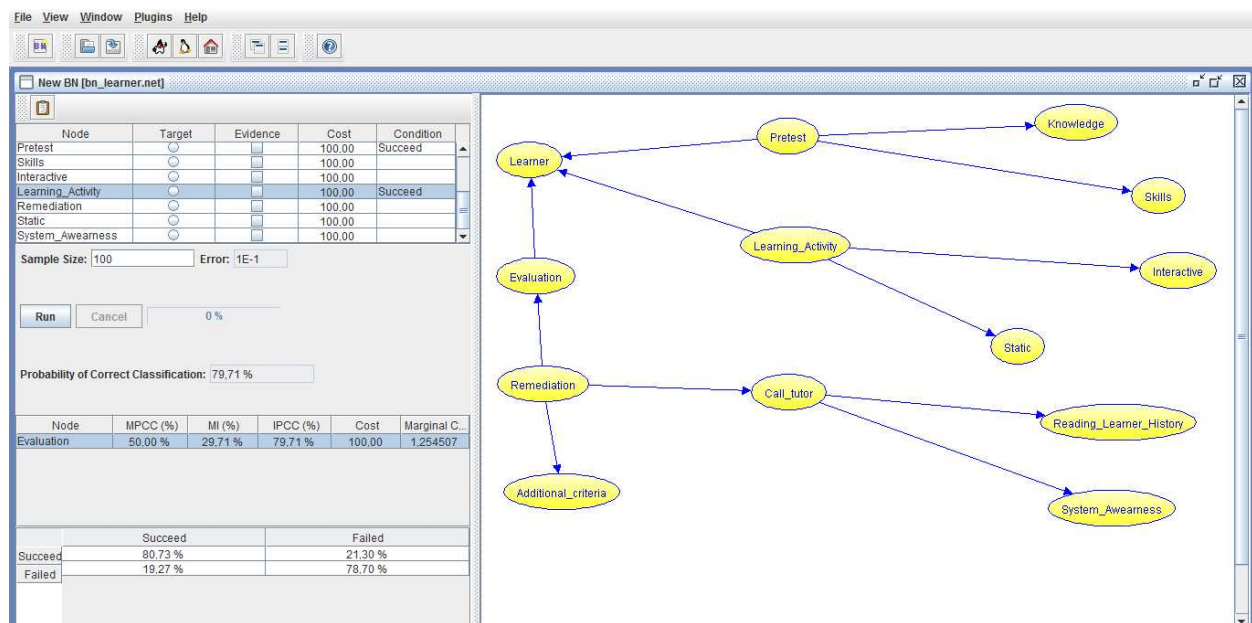 File View Window Plugins Help
BN
New BN [bn_learner.net]
Node Target Evidence Cost Condition
Pretest 100,00 Succeed
Skills 100,00
Interactive 100,00
Learning_Activity 100,00 Succeed
Remediation 100,00
Static 100,00
System_Awearness 100,00
Sample Size: 100 Error: 1E-1
Run Cancel 0 %
Probability of Correct Classification: 79,71 %
Node MPCC (%) MI (%) IPCC (%) Cost Marginal C...
Evaluation 50,00 % 29,71 % 79,71 % 100,00 1,254507
Succeed Failed
Succeed 80,73 % 21,30 %
Failed 19,27 % 78,70 %
Knowledge
Pretest
Learner
Skills
Learning_Activity
Interactive
Evaluation
Static
Remediation
Call_tutor
Reading_Learner_History
Additional_criteria
System_Awearness